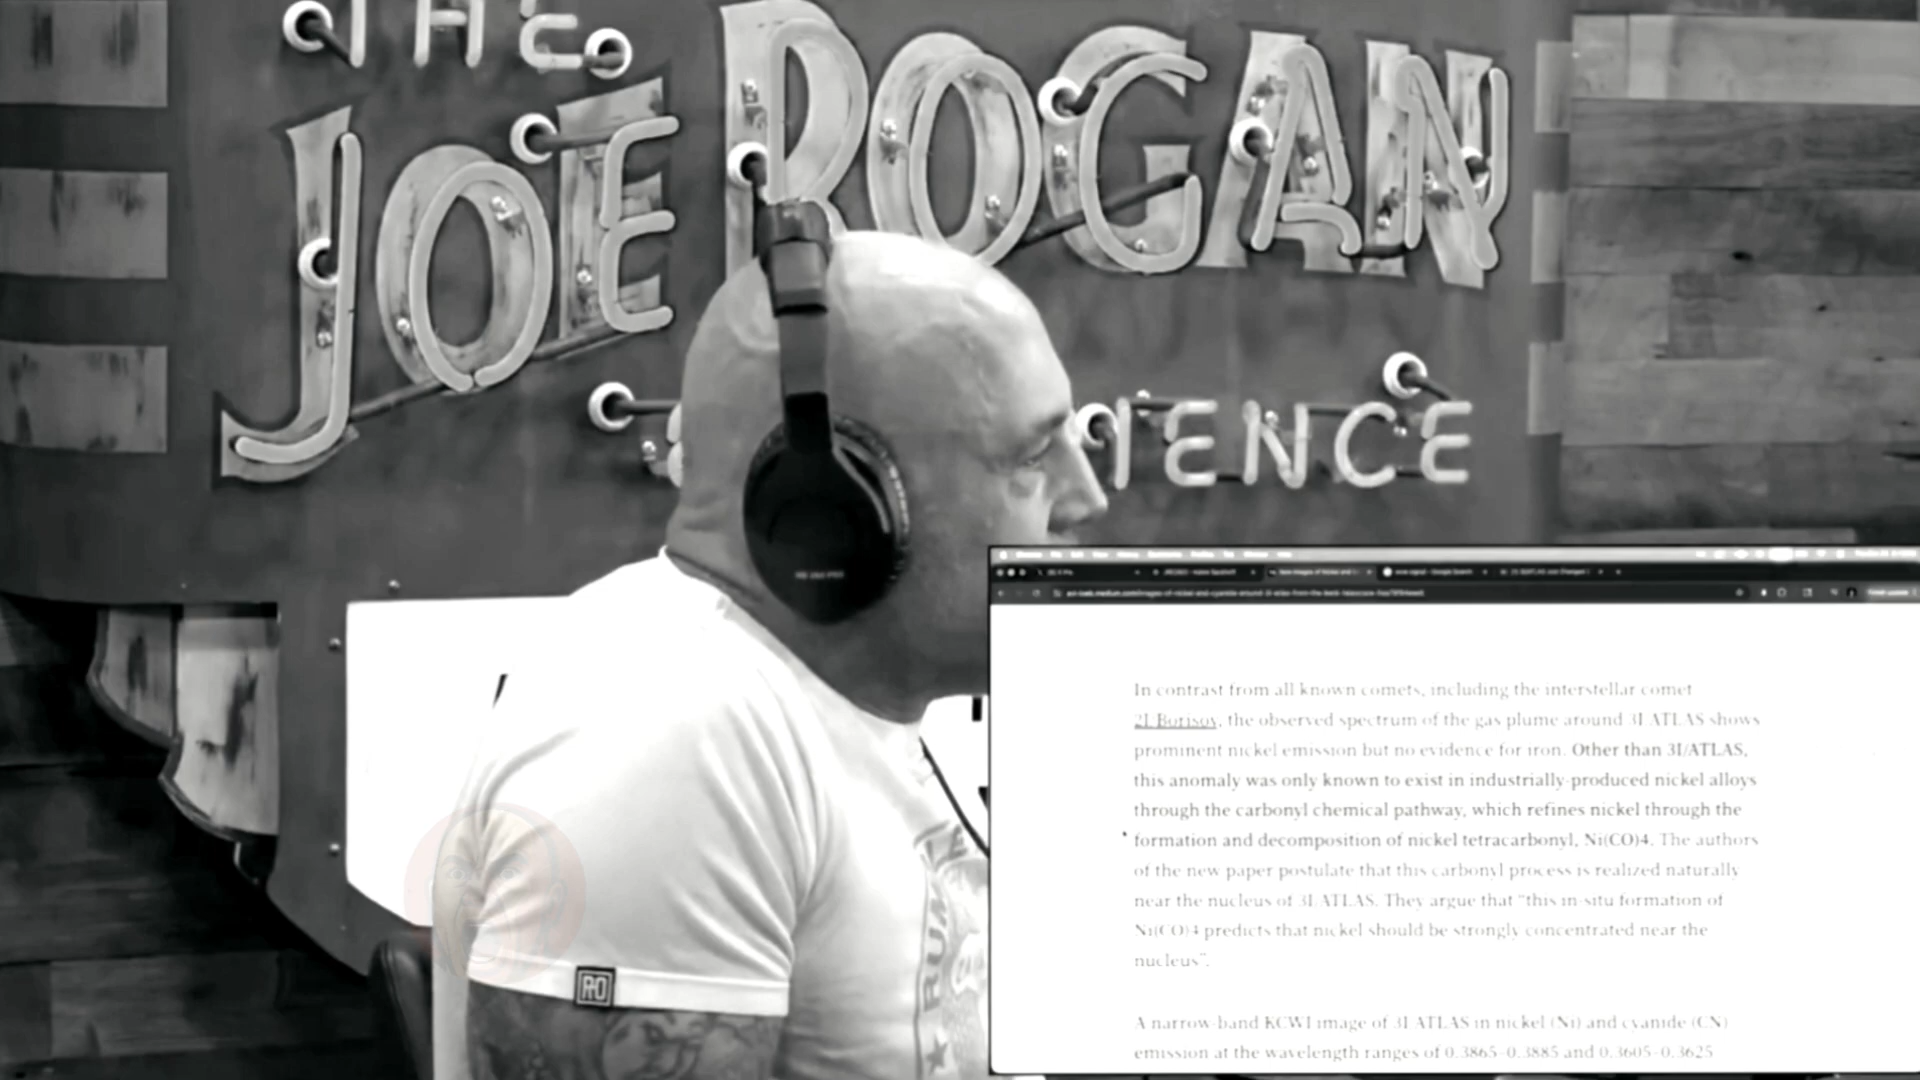 THE
JOE ROGAN
IENCE
RO
RUM
In contrast from all known comets, including the interstellar comet
2I Borisov, the observed spectrum of the gas plume around 3I ATLAS shows
prominent nickel emission but no evidence for iron. Other than 3I/ATLAS,
this anomaly was only known to exist in industrially-produced nickel alloys
through the carbonyl chemical pathway, which refines nickel through the
formation and decomposition of nickel tetracarbonyl, Ni(CO)4. The authors
of the new paper postulate that this carbonyl process is realized naturally
near the nucleus of 3I ATLAS. They argue that "this in-situ formation of
Ni(CO)4 predicts that nickel should be strongly concentrated near the
nucleus".
A narrow-band KCWI image of 3I ATLAS in nickel (Ni) and cyanide (CN)
emission at the wavelength ranges of 0.3865-0.3885 and 0.3605-0.3625